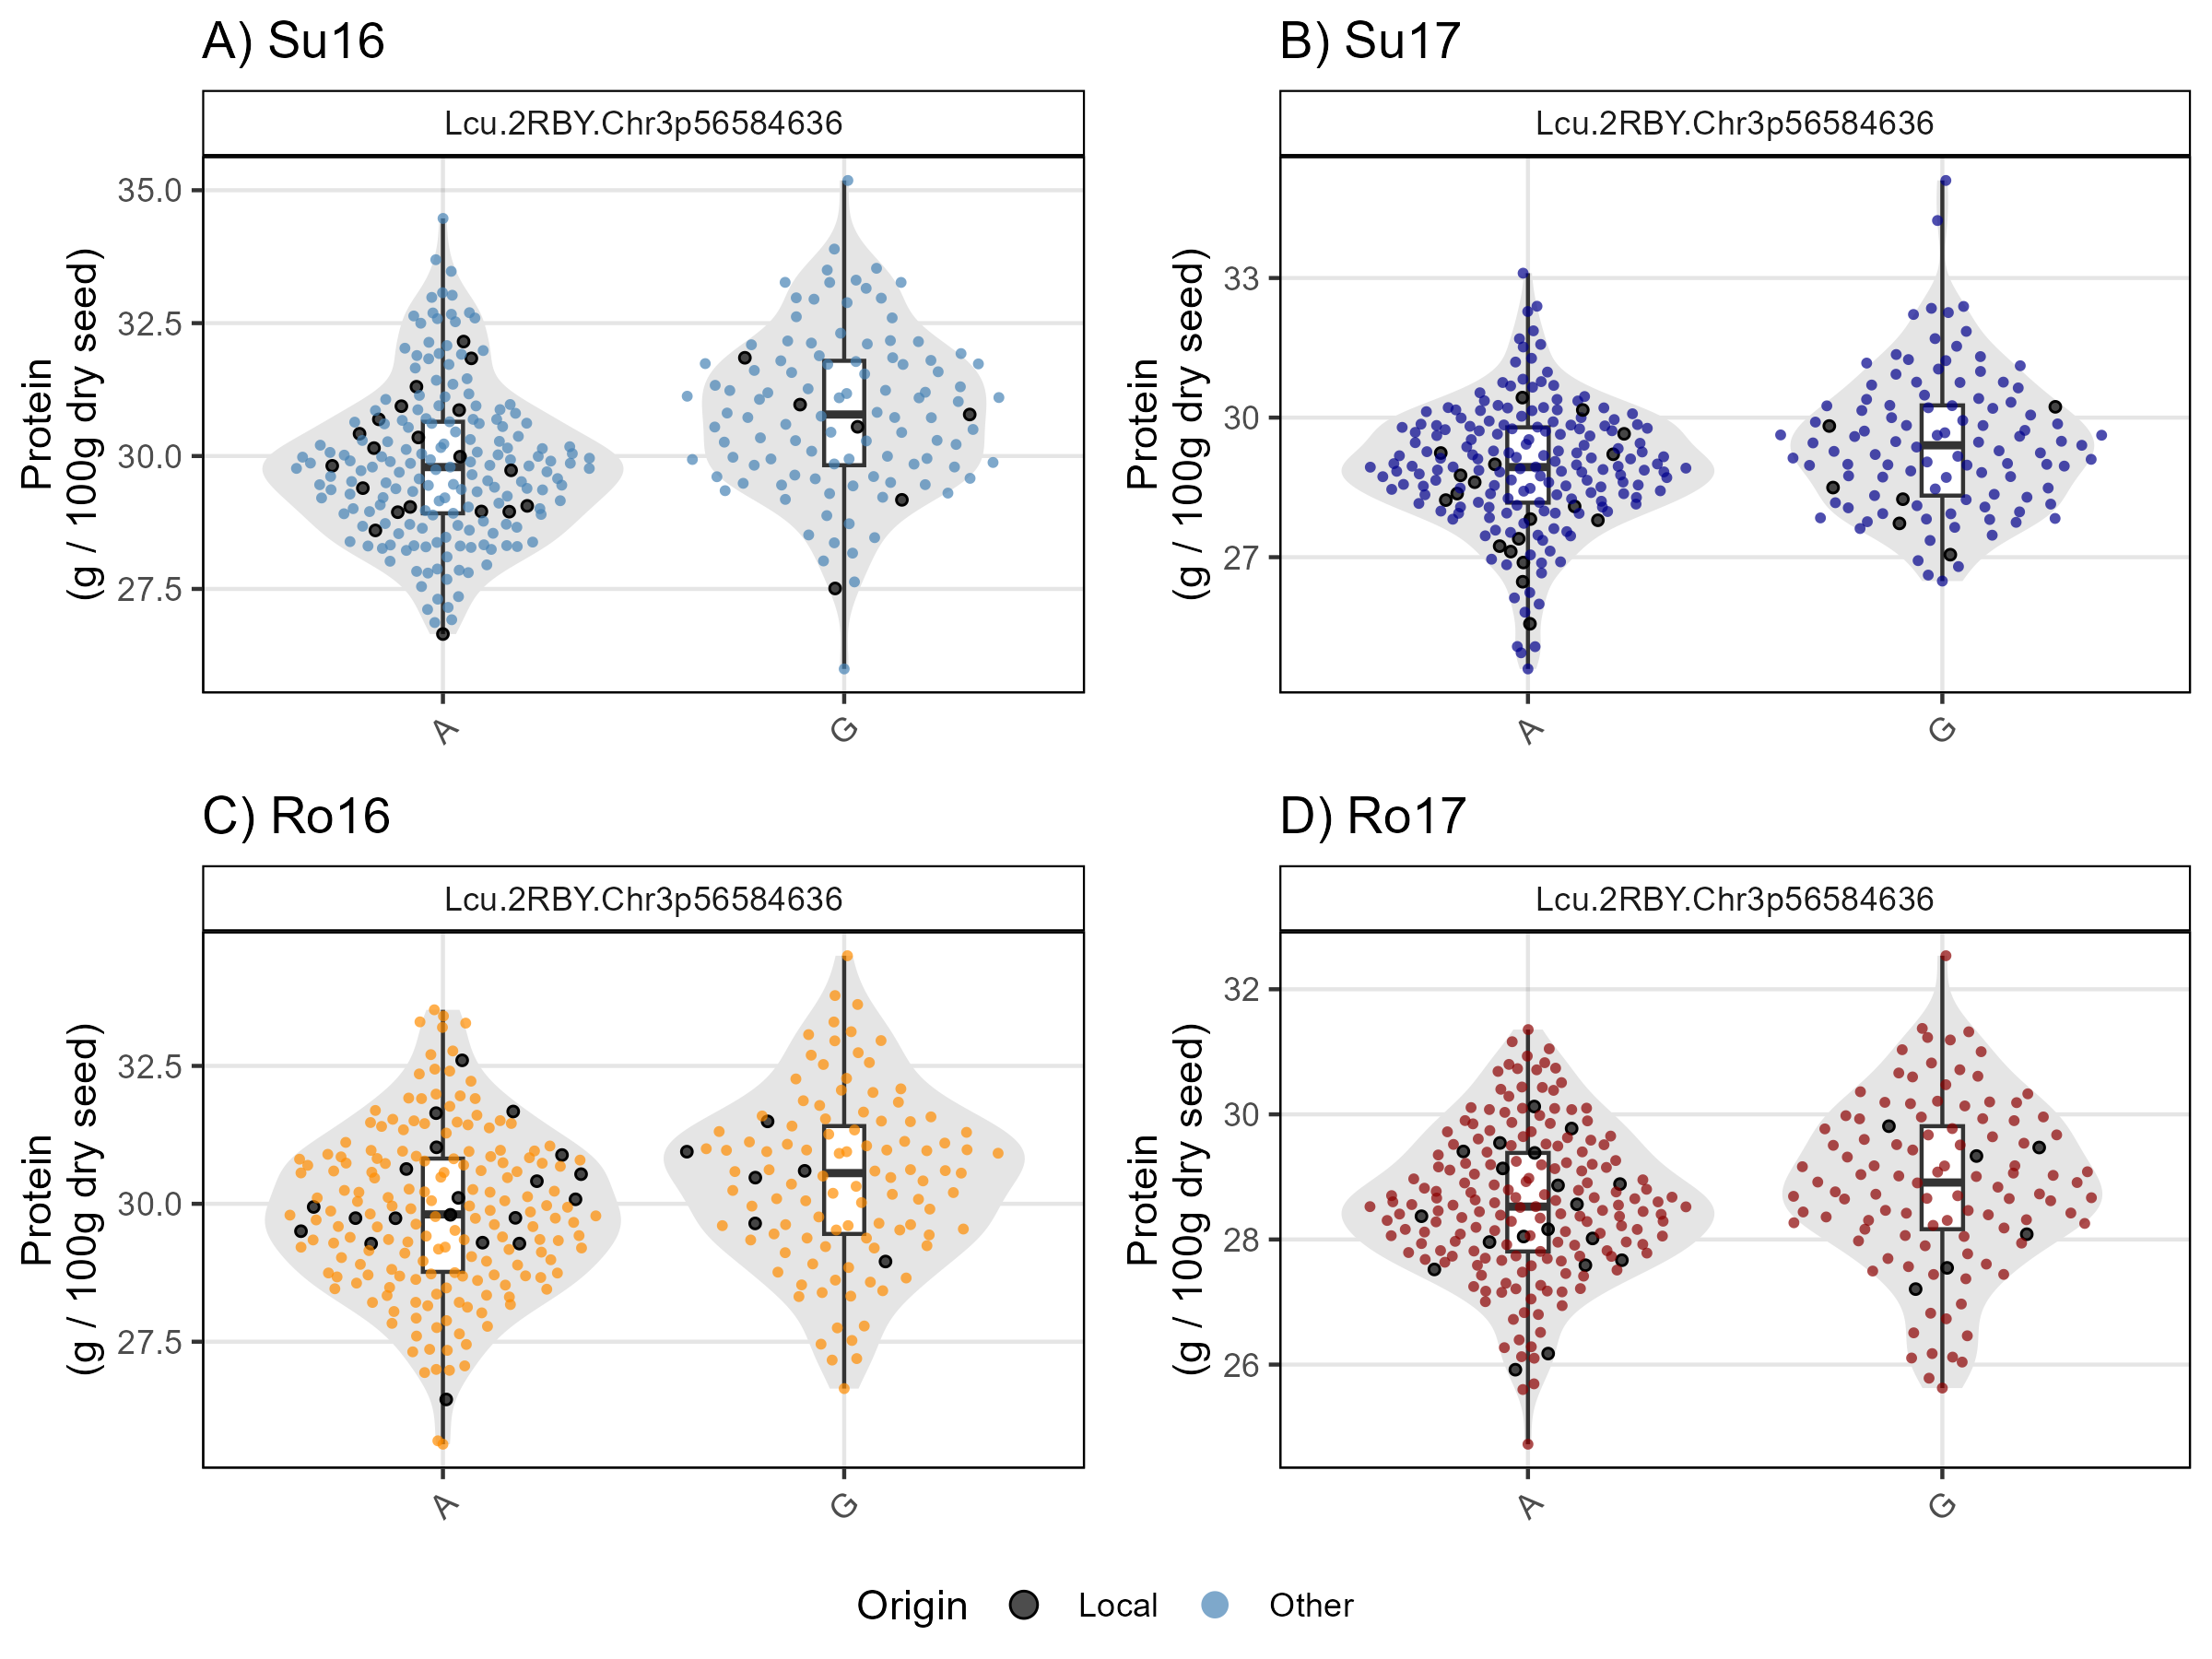 A) Su16
Lcu.2RBY.Chr3p56584636
Protein
(g / 100g dry seed)
35.0
32.5
30.0
27.5
A
G
B) Su17
Lcu.2RBY.Chr3p56584636
Protein
(g / 100g dry seed)
33
30
27
A
G
C) Ro16
Lcu.2RBY.Chr3p56584636
Protein
(g / 100g dry seed)
32.5
30.0
27.5
A
G
D) Ro17
Lcu.2RBY.Chr3p56584636
Protein
(g / 100g dry seed)
32
30
28
26
A
G
Origin Local Other